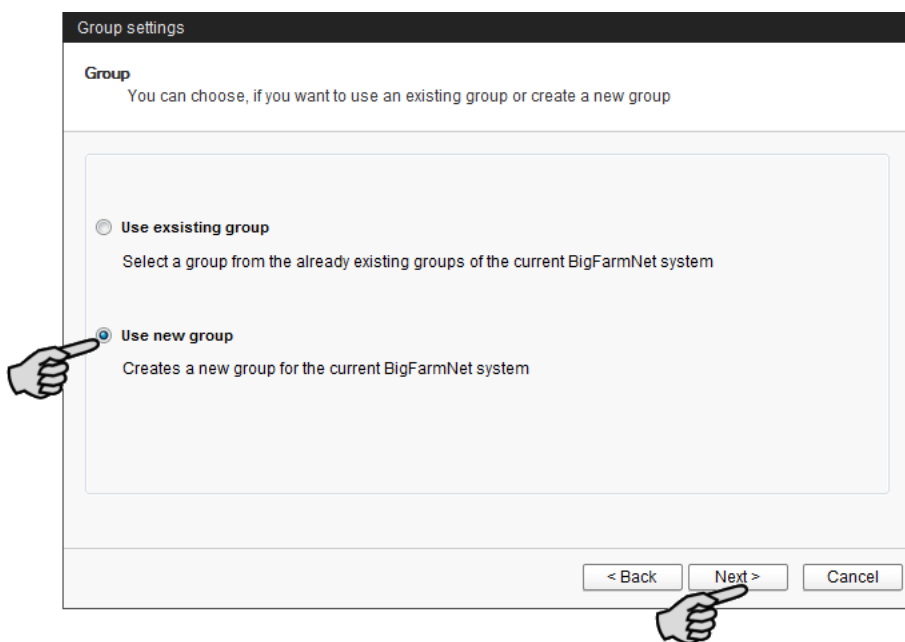 Group settings
Group
You can choose, if you want to use an existing group or create a new group
Use exsisting group
Select a group from the already existing groups of the current BigFarmNet system
Use new group
Creates a new group for the current BigFarmNet system
< Back Next > Cancel